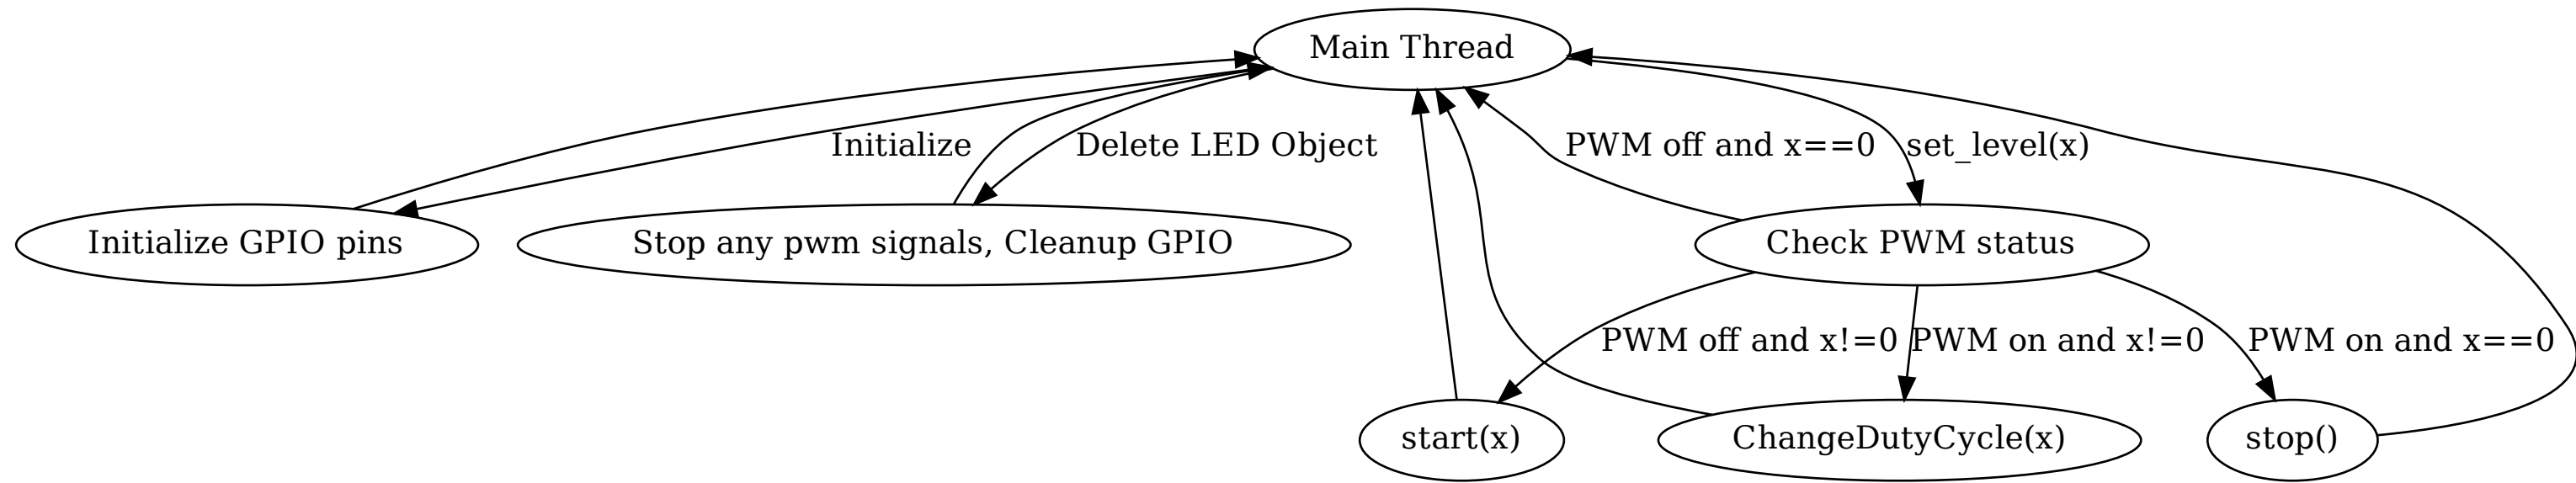 Main Thread
Initialize
Delete LED Object
PWM off and x==0
set_level(x)
Initialize GPIO pins
Stop any pwm signals, Cleanup GPIO
Check PWM status
PWM off and x!=0
PWM on and x!=0
PWM on and x==0
start(x)
ChangeDutyCycle(x)
stop()